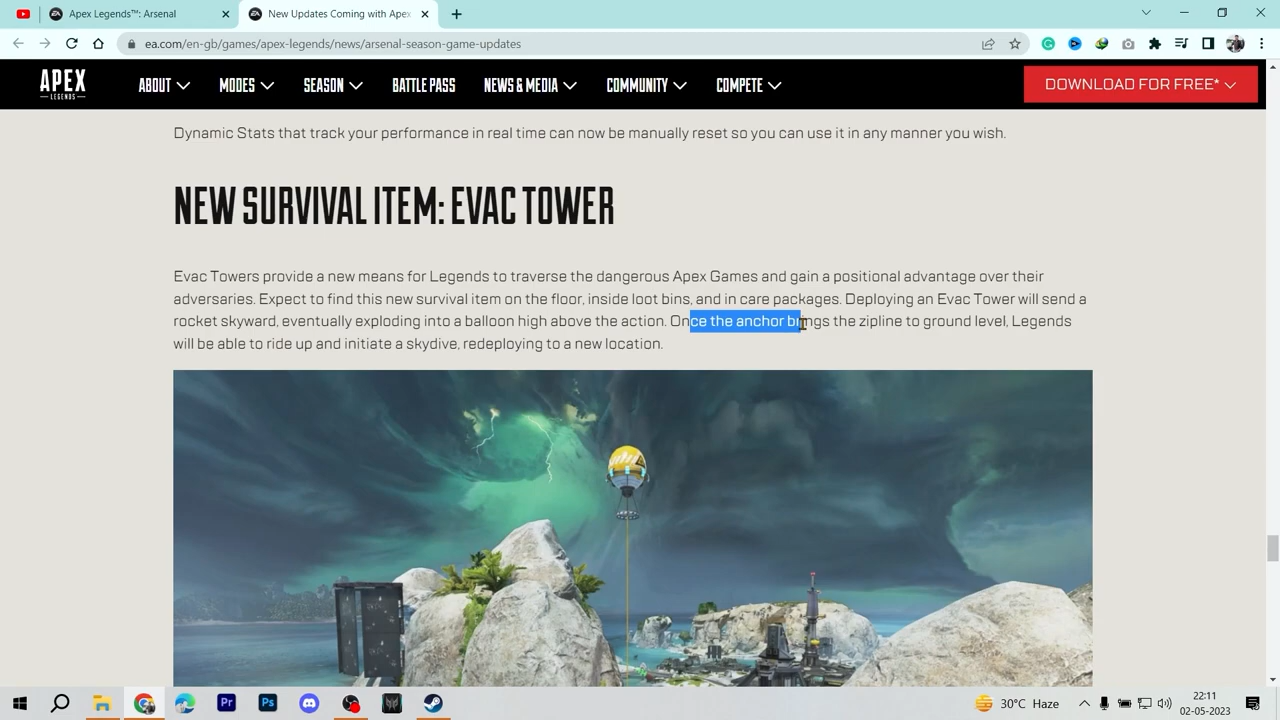 Apex Legends™: Arsenal
New Updates Coming with Apex
ea.com/en-gb/games/apex-legends/news/arsenal-season-game-updates
APEX
LEGENDS
ABOUT MODES SEASON BATTLE PASS NEWS & MEDIA COMMUNITY COMPETE
DOWNLOAD FOR FREE*
Dynamic Stats that track your performance in real time can now be manually reset so you can use it in any manner you wish.
NEW SURVIVAL ITEM: EVAC TOWER
Evac Towers provide a new means for Legends to traverse the dangerous Apex Games and gain a positional advantage over their
adversaries. Expect to find this new survival item on the floor, inside loot bins, and in care packages. Deploying an Evac Tower will send a
rocket skyward, eventually exploding into a balloon high above the action. Once the anchor brings the zipline to ground level, Legends
will be able to ride up and initiate a skydive, redeploying to a new location.
Pr
Ps
30°C Haze
22:11
02-05-2023